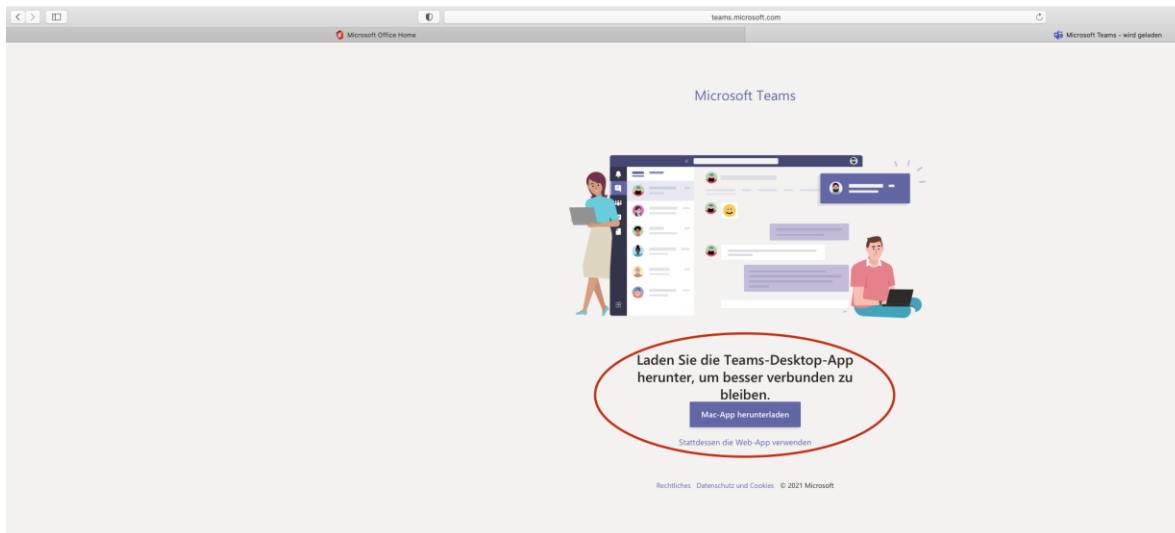 teams.microsoft.com
Microsoft Office Home
Microsoft Teams - wird geladen
Microsoft Teams
Laden Sie die Teams-Desktop-App
herunter, um besser verbunden zu
bleiben.
Mac-App herunterladen
Stattdessen die Web-App verwenden
Rechtliches Datenschutz und Cookies © 2021 Microsoft